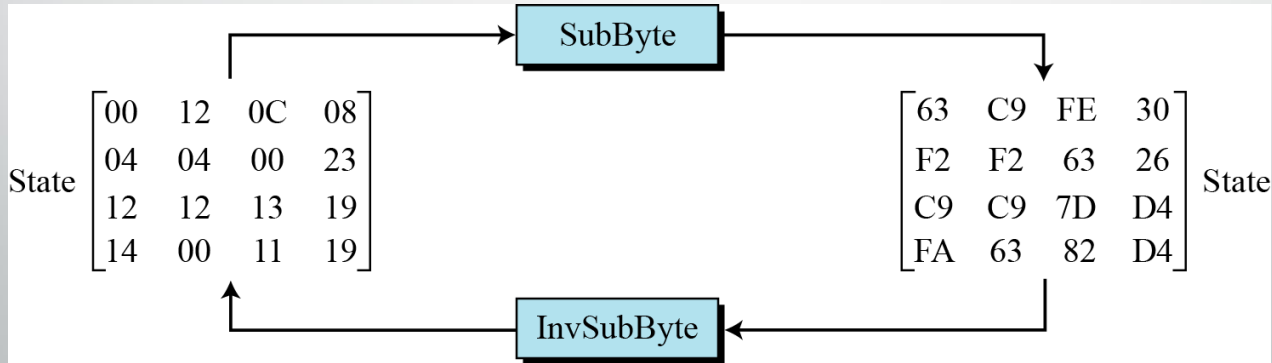 SubByte
00 12 0C 08
04 04 00 23
12 12 13 19
14 00 11 19
State
63 C9 FE 30
F2 F2 63 26
C9 C9 7D D4
FA 63 82 D4
State
InvSubByte